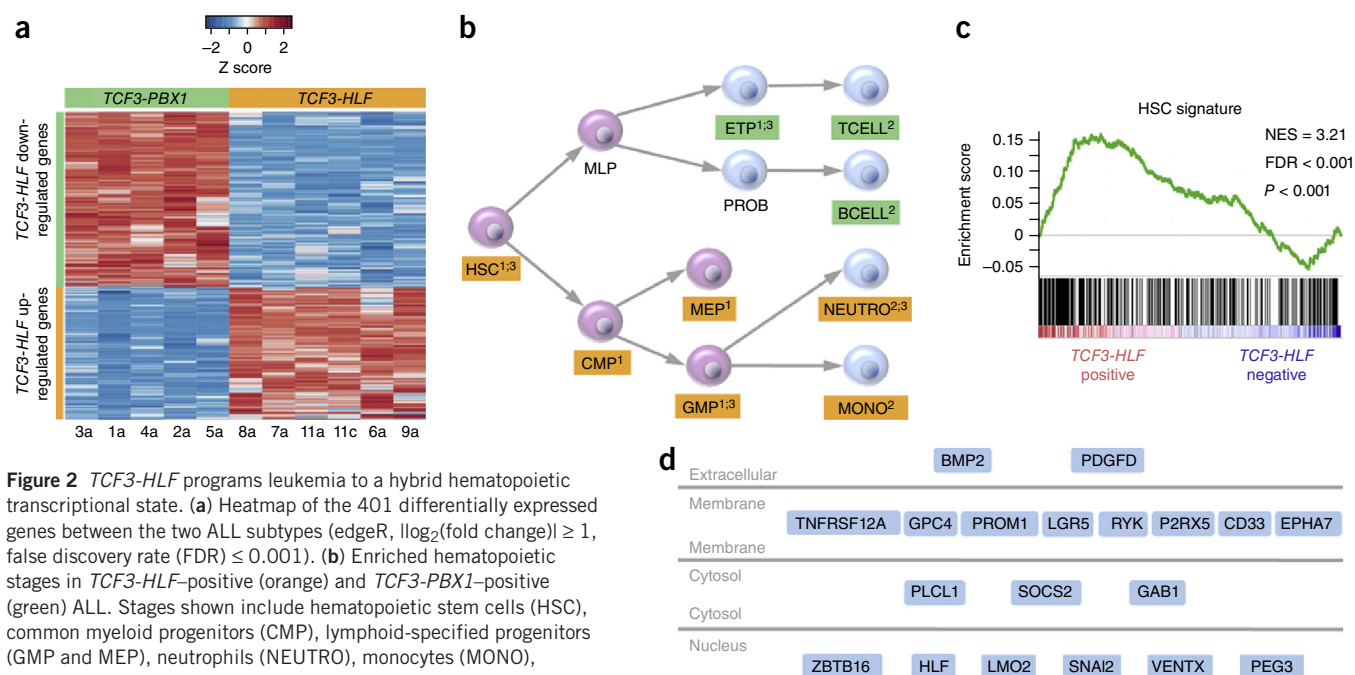 a
−2 0 2
Z score
TCF3-PBX1 TCF3-HLF
TCF3-HLF down-
regulated genes
TCF3-HLF up-
regulated genes
3a 1a 4a 2a 5a 8a 7a 11a 11c 6a 9a
b
ETP1;3 TCELL2
MLP
PROB BCELL2
HSC1;3
MEP1 NEUTRO2;3
CMP1
GMP1;3 MONO2
c
HSC signature
NES = 3.21
FDR < 0.001
P < 0.001
Enrichment score
0.15
0.10
0.05
0
−0.05
TCF3-HLF
positive
TCF3-HLF
negative
Figure 2 TCF3-HLF programs leukemia to a hybrid hematopoietic
transcriptional state. (a) Heatmap of the 401 differentially expressed
genes between the two ALL subtypes (edgeR, |log2(fold change)| ≥ 1,
false discovery rate (FDR) ≤ 0.001). (b) Enriched hematopoietic
stages in TCF3-HLF–positive (orange) and TCF3-PBX1–positive
(green) ALL. Stages shown include hematopoietic stem cells (HSC),
common myeloid progenitors (CMP), lymphoid-specified progenitors
(GMP and MEP), neutrophils (NEUTRO), monocytes (MONO),
d
BMP2 PDGFD
Extracellular
Membrane
TNFRSF12A GPC4 PROM1 LGR5 RYK P2RX5 CD33 EPHA7
Membrane
Cytosol
PLCL1 SOCS2 GAB1
Cytosol
Nucleus
ZBTB16 HLF LMO2 SNAI2 VENTX PEG3